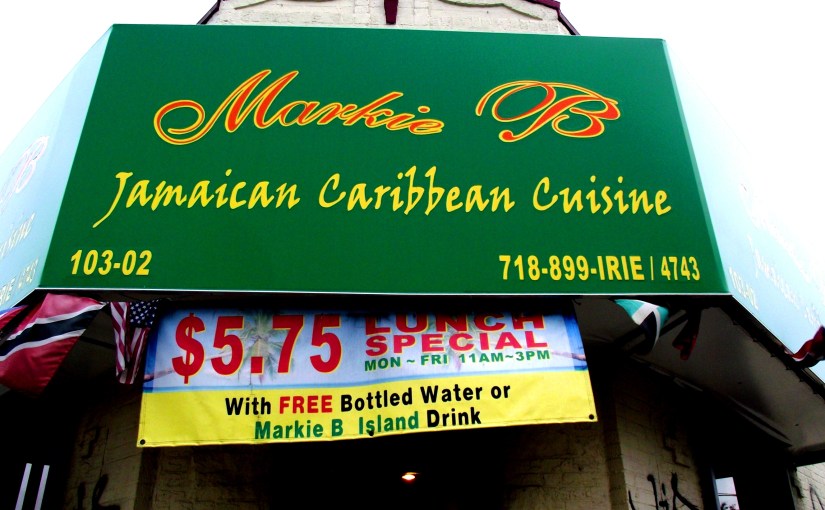 Markie B
Jamaican Caribbean Cuisine
103-02
718-899-IRIE / 4743
$5.75 LUNCH
SPECIAL
MON ~ FRI 11AM~3PM
With FREE Bottled Water or
Markie B Island Drink